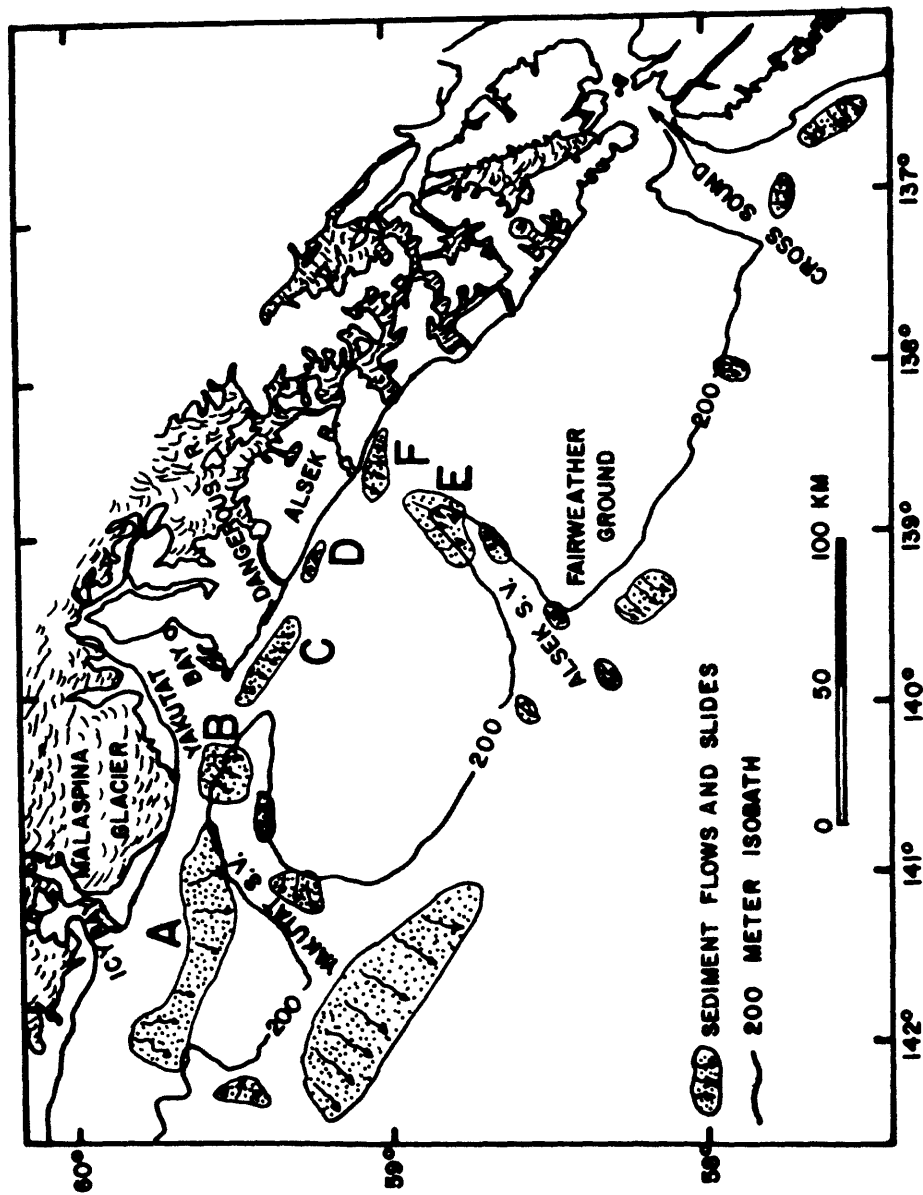 60°
59°
58°
142°
141°
140°
139°
138°
137°
MALASPINA
GLACIER
ICY
YAKUTAT
BAY
DANGEROUS R.
ALSEK R.
A
B
C
D
E
F
YAKUTAT S.V.
ALSEK S.V.
FAIRWEATHER
GROUND
CROSS SOUND
200
200
200
SEDIMENT FLOWS AND SLIDES
200 METER ISOBATH
0 50 100 KM